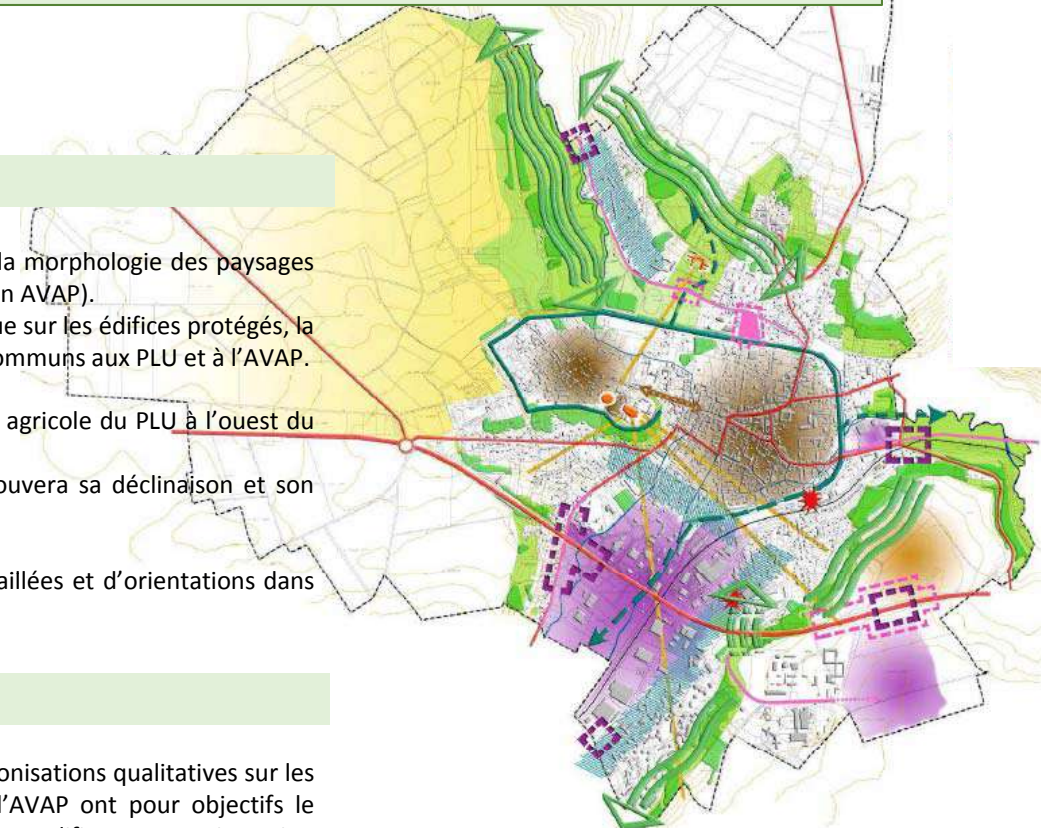 la morphologie des paysages
n AVAP).
ue sur les édifices protégés, la
ommuns aux PLU et à l’AVAP.
agricole du PLU à l’ouest du
ouvera sa déclinaison et son
aillées et d’orientations dans
onisations qualitatives sur les
l’AVAP ont pour objectifs le